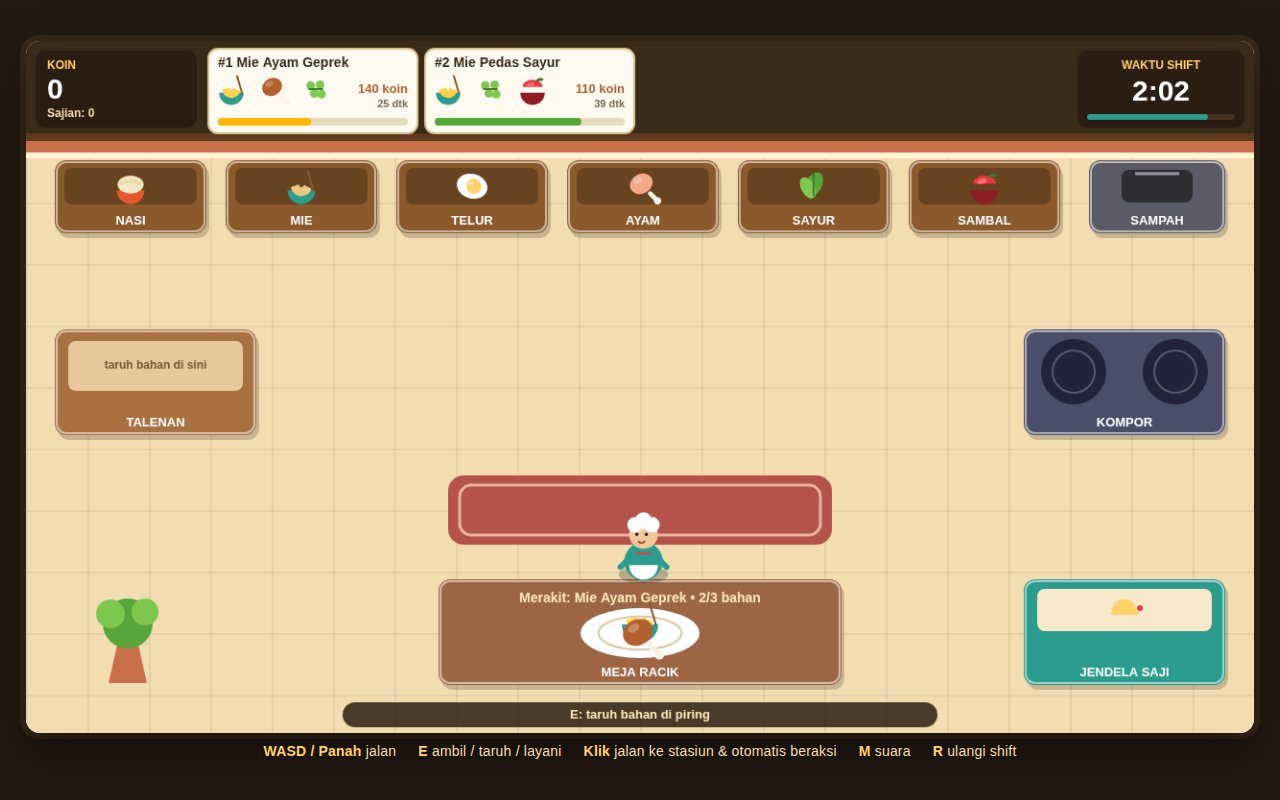 KOIN
0
Sajian: 0
#1 Mie Ayam Geprek
140 koin
25 dtk
#2 Mie Pedas Sayur
110 koin
39 dtk
WAKTU SHIFT
2:02
NASI
MIE
TELUR
AYAM
SAYUR
SAMBAL
SAMPAH
taruh bahan di sini
TALENAN
KOMPOR
Merakit: Mie Ayam Geprek • 2/3 bahan
MEJA RACIK
JENDELA SAJI
E: taruh bahan di piring
WASD / Panah jalan E ambil / taruh / layani Klik jalan ke stasiun & otomatis beraksi M suara R ulangi shift